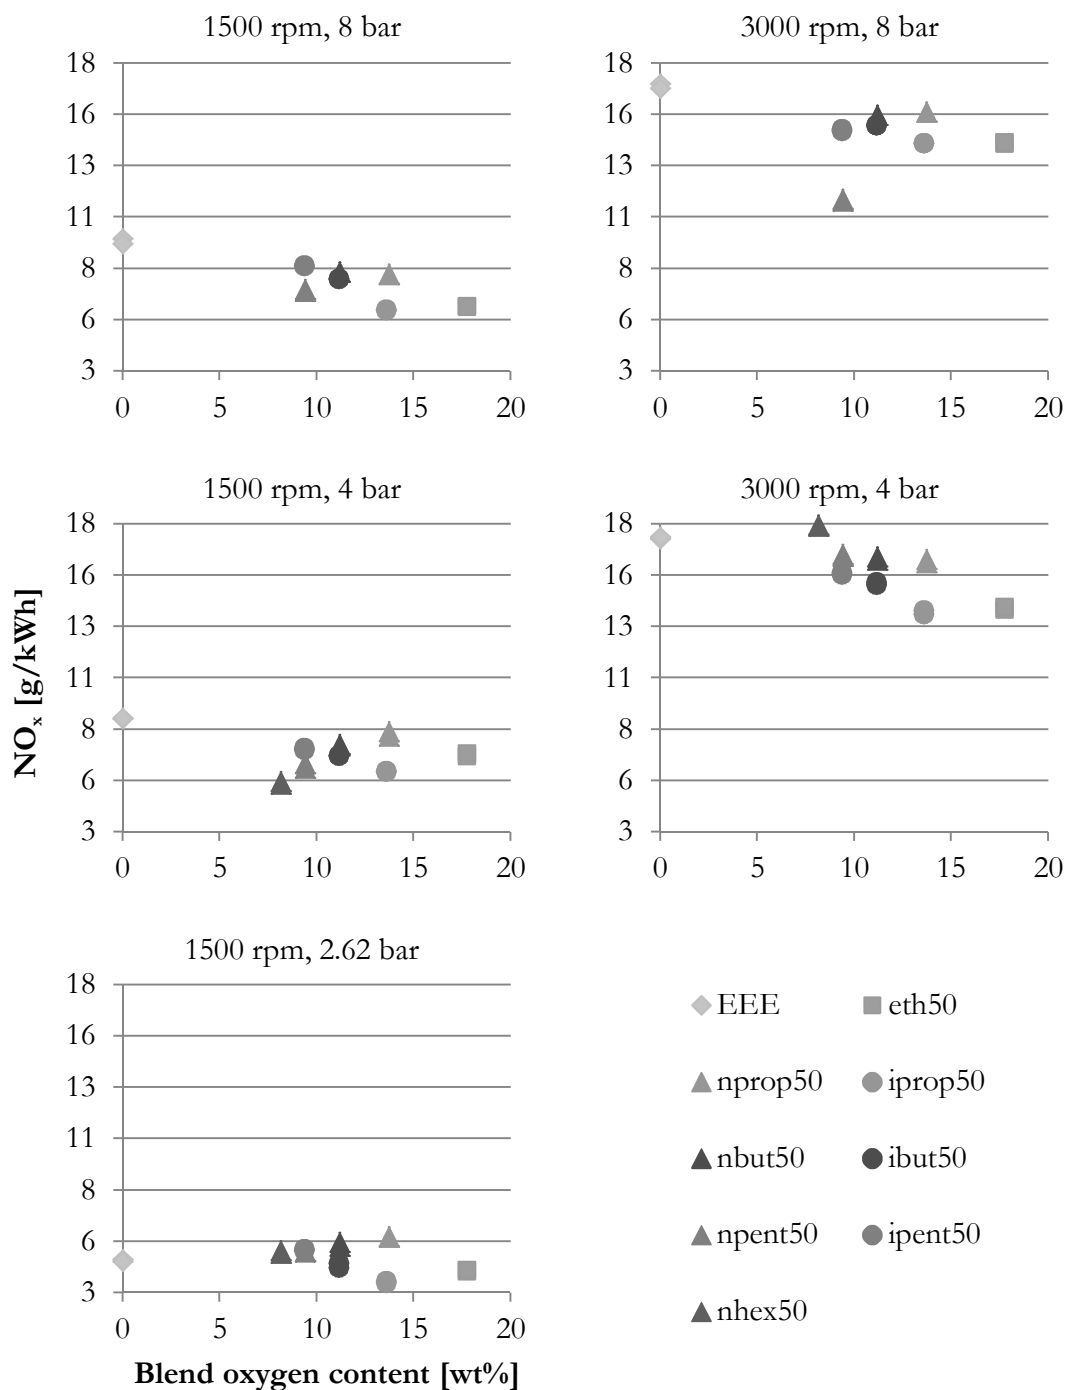 1500 rpm, 8 bar
18
16
13
11
8
6
3
0 5 10 15 20
3000 rpm, 8 bar
18
16
13
11
8
6
3
0 5 10 15 20
1500 rpm, 4 bar
18
16
13
11
8
6
3
0 5 10 15 20
3000 rpm, 4 bar
18
16
13
11
8
6
3
0 5 10 15 20
NOx [g/kWh]
1500 rpm, 2.62 bar
18
16
13
11
8
6
3
0 5 10 15 20
Blend oxygen content [wt%]
EEE eth50
nprop50 iprop50
nbut50 ibut50
npent50 ipent50
nhex50